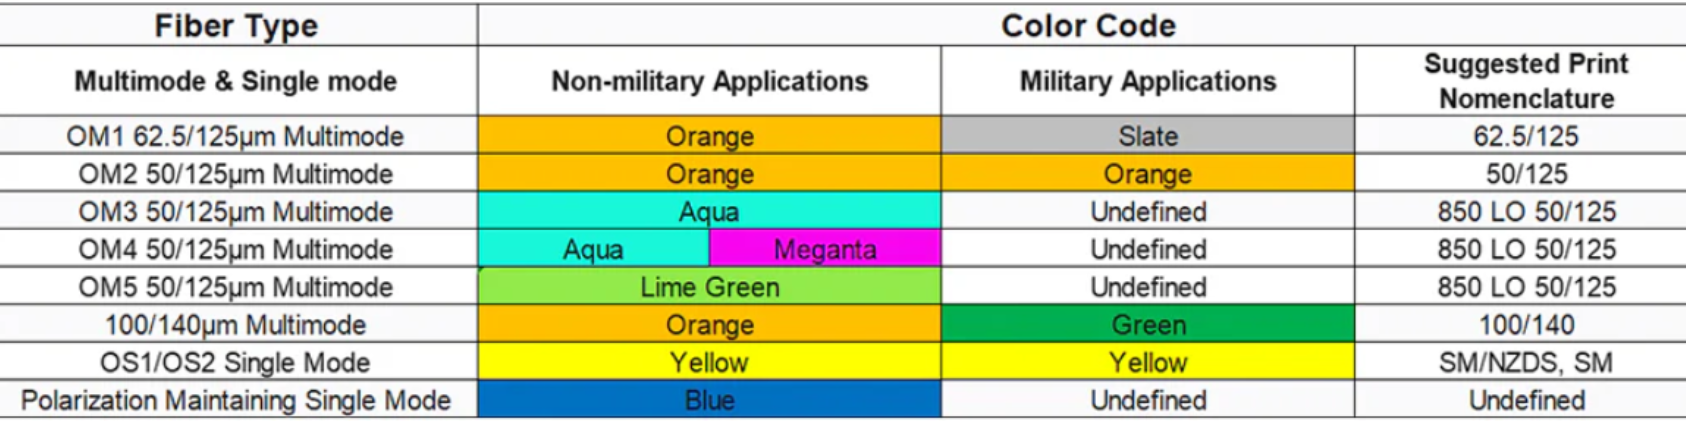 Fiber Type Color Code
Multimode & Single mode Non-military Applications Military Applications Suggested Print Nomenclature
OM1 62.5/125µm Multimode Orange Slate 62.5/125
OM2 50/125µm Multimode Orange Orange 50/125
OM3 50/125µm Multimode Aqua Undefined 850 LO 50/125
OM4 50/125µm Multimode Aqua Meganta Undefined 850 LO 50/125
OM5 50/125µm Multimode Lime Green Undefined 850 LO 50/125
100/140µm Multimode Orange Green 100/140
OS1/OS2 Single Mode Yellow Yellow SM/NZDS, SM
Polarization Maintaining Single Mode Blue Undefined Undefined